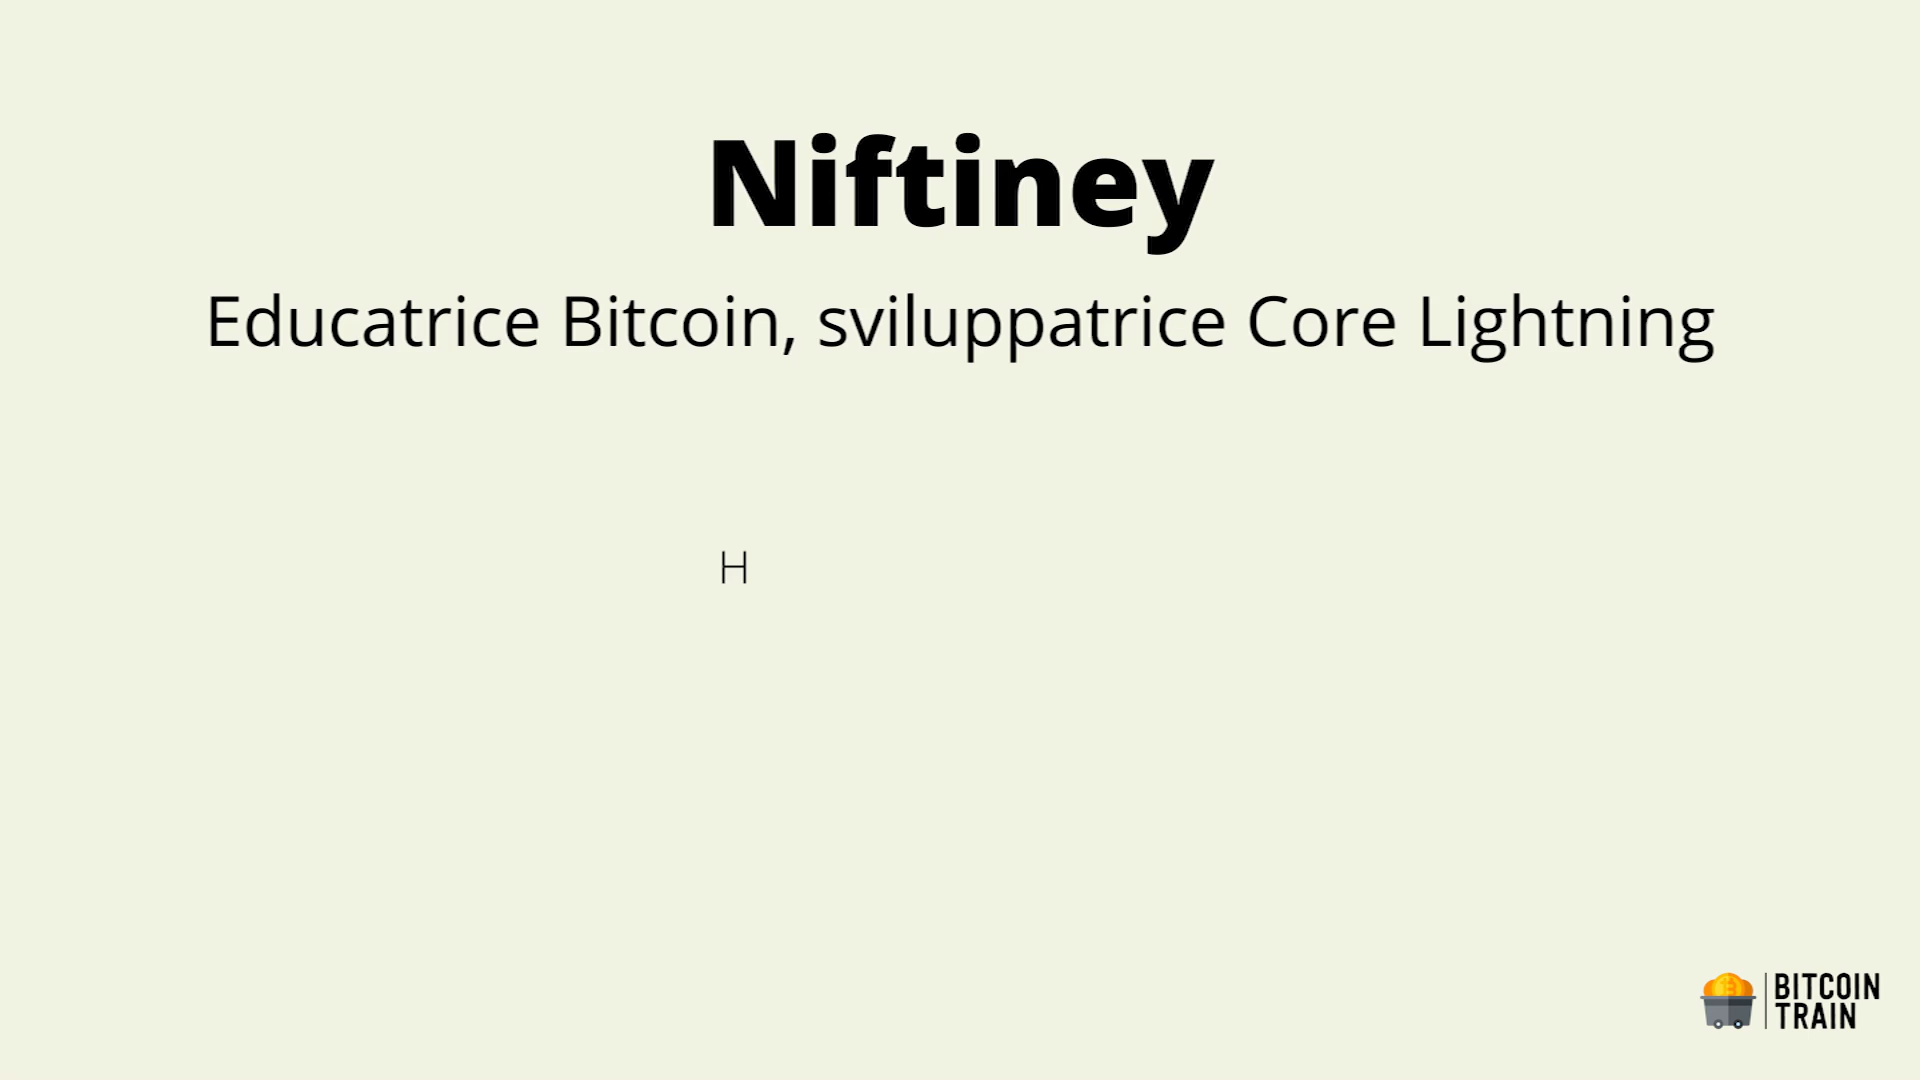 Niftiney
Educatrice Bitcoin, sviluppatrice Core Lightning
H
BITCOIN
TRAIN